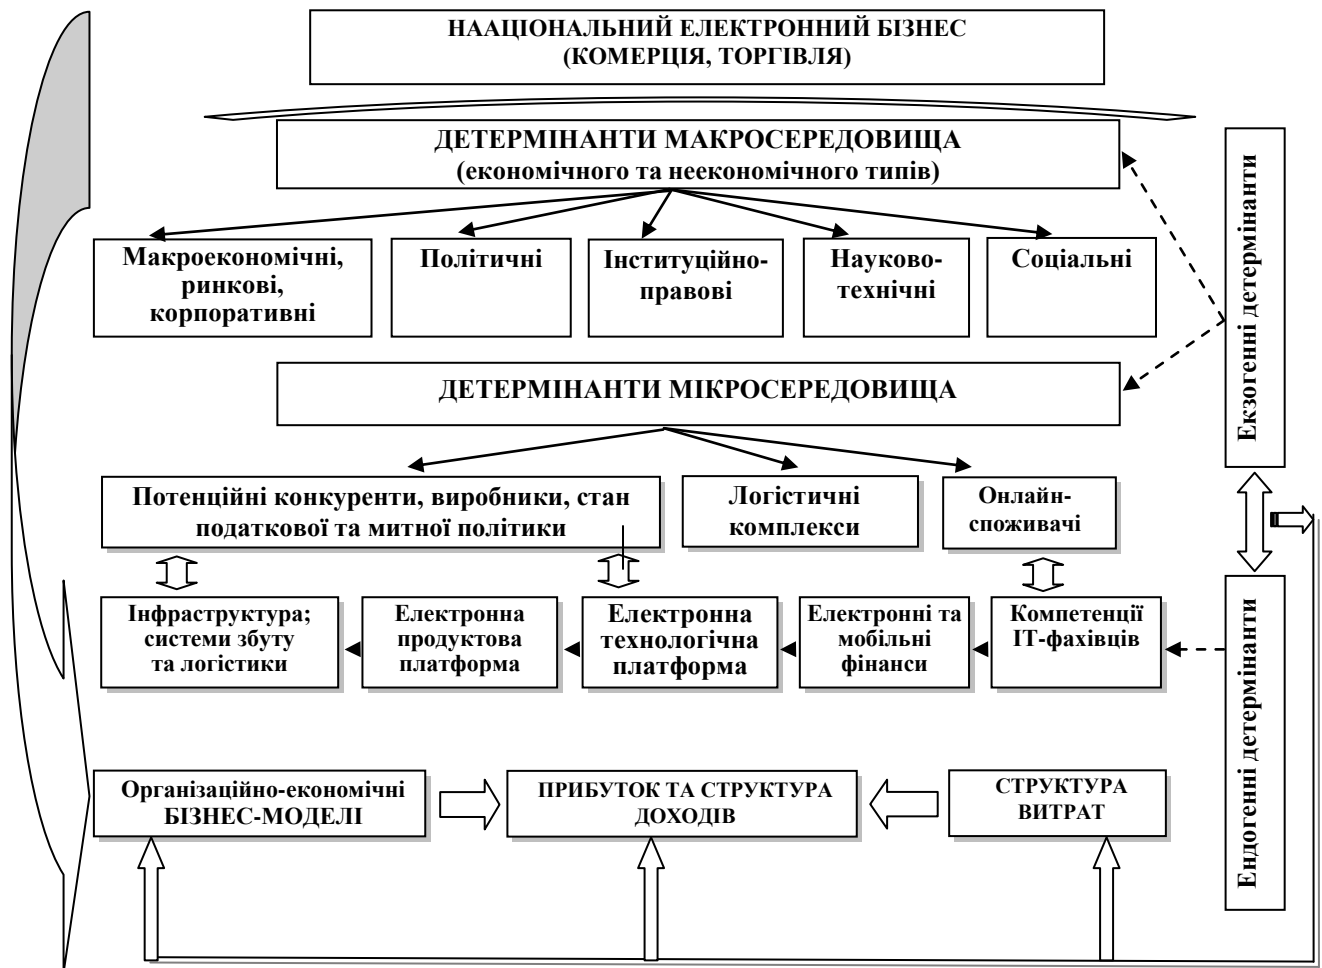 НААЦІОНАЛЬНИЙ ЕЛЕКТРОННИЙ БІЗНЕС
(КОМЕРЦІЯ, ТОРГІВЛЯ)
ДЕТЕРМІНАНТИ МАКРОСЕРЕДОВИЩА
(економічного та неекономічного типів)
Макроекономічні,
ринкові,
корпоративні
Політичні
Інституційно-
правові
Науково-
технічні
Соціальні
Екзогенні детермінанти
ДЕТЕРМІНАНТИ МІКРОСЕРЕДОВИЩА
Потенційні конкуренти, виробники, стан
податкової та митної політики
Логістичні
комплекси
Онлайн-
споживачі
Інфраструктура;
системи збуту
та логістики
Електронна
продуктова
платформа
Електронна
технологічна
платформа
Електронні та
мобільні
фінанси
Компетенції
ІТ-фахівців
Ендогенні детермінанти
Організаційно-економічні
БІЗНЕС-МОДЕЛІ
ПРИБУТОК ТА СТРУКТУРА
ДОХОДІВ
СТРУКТУРА
ВИТРАТ